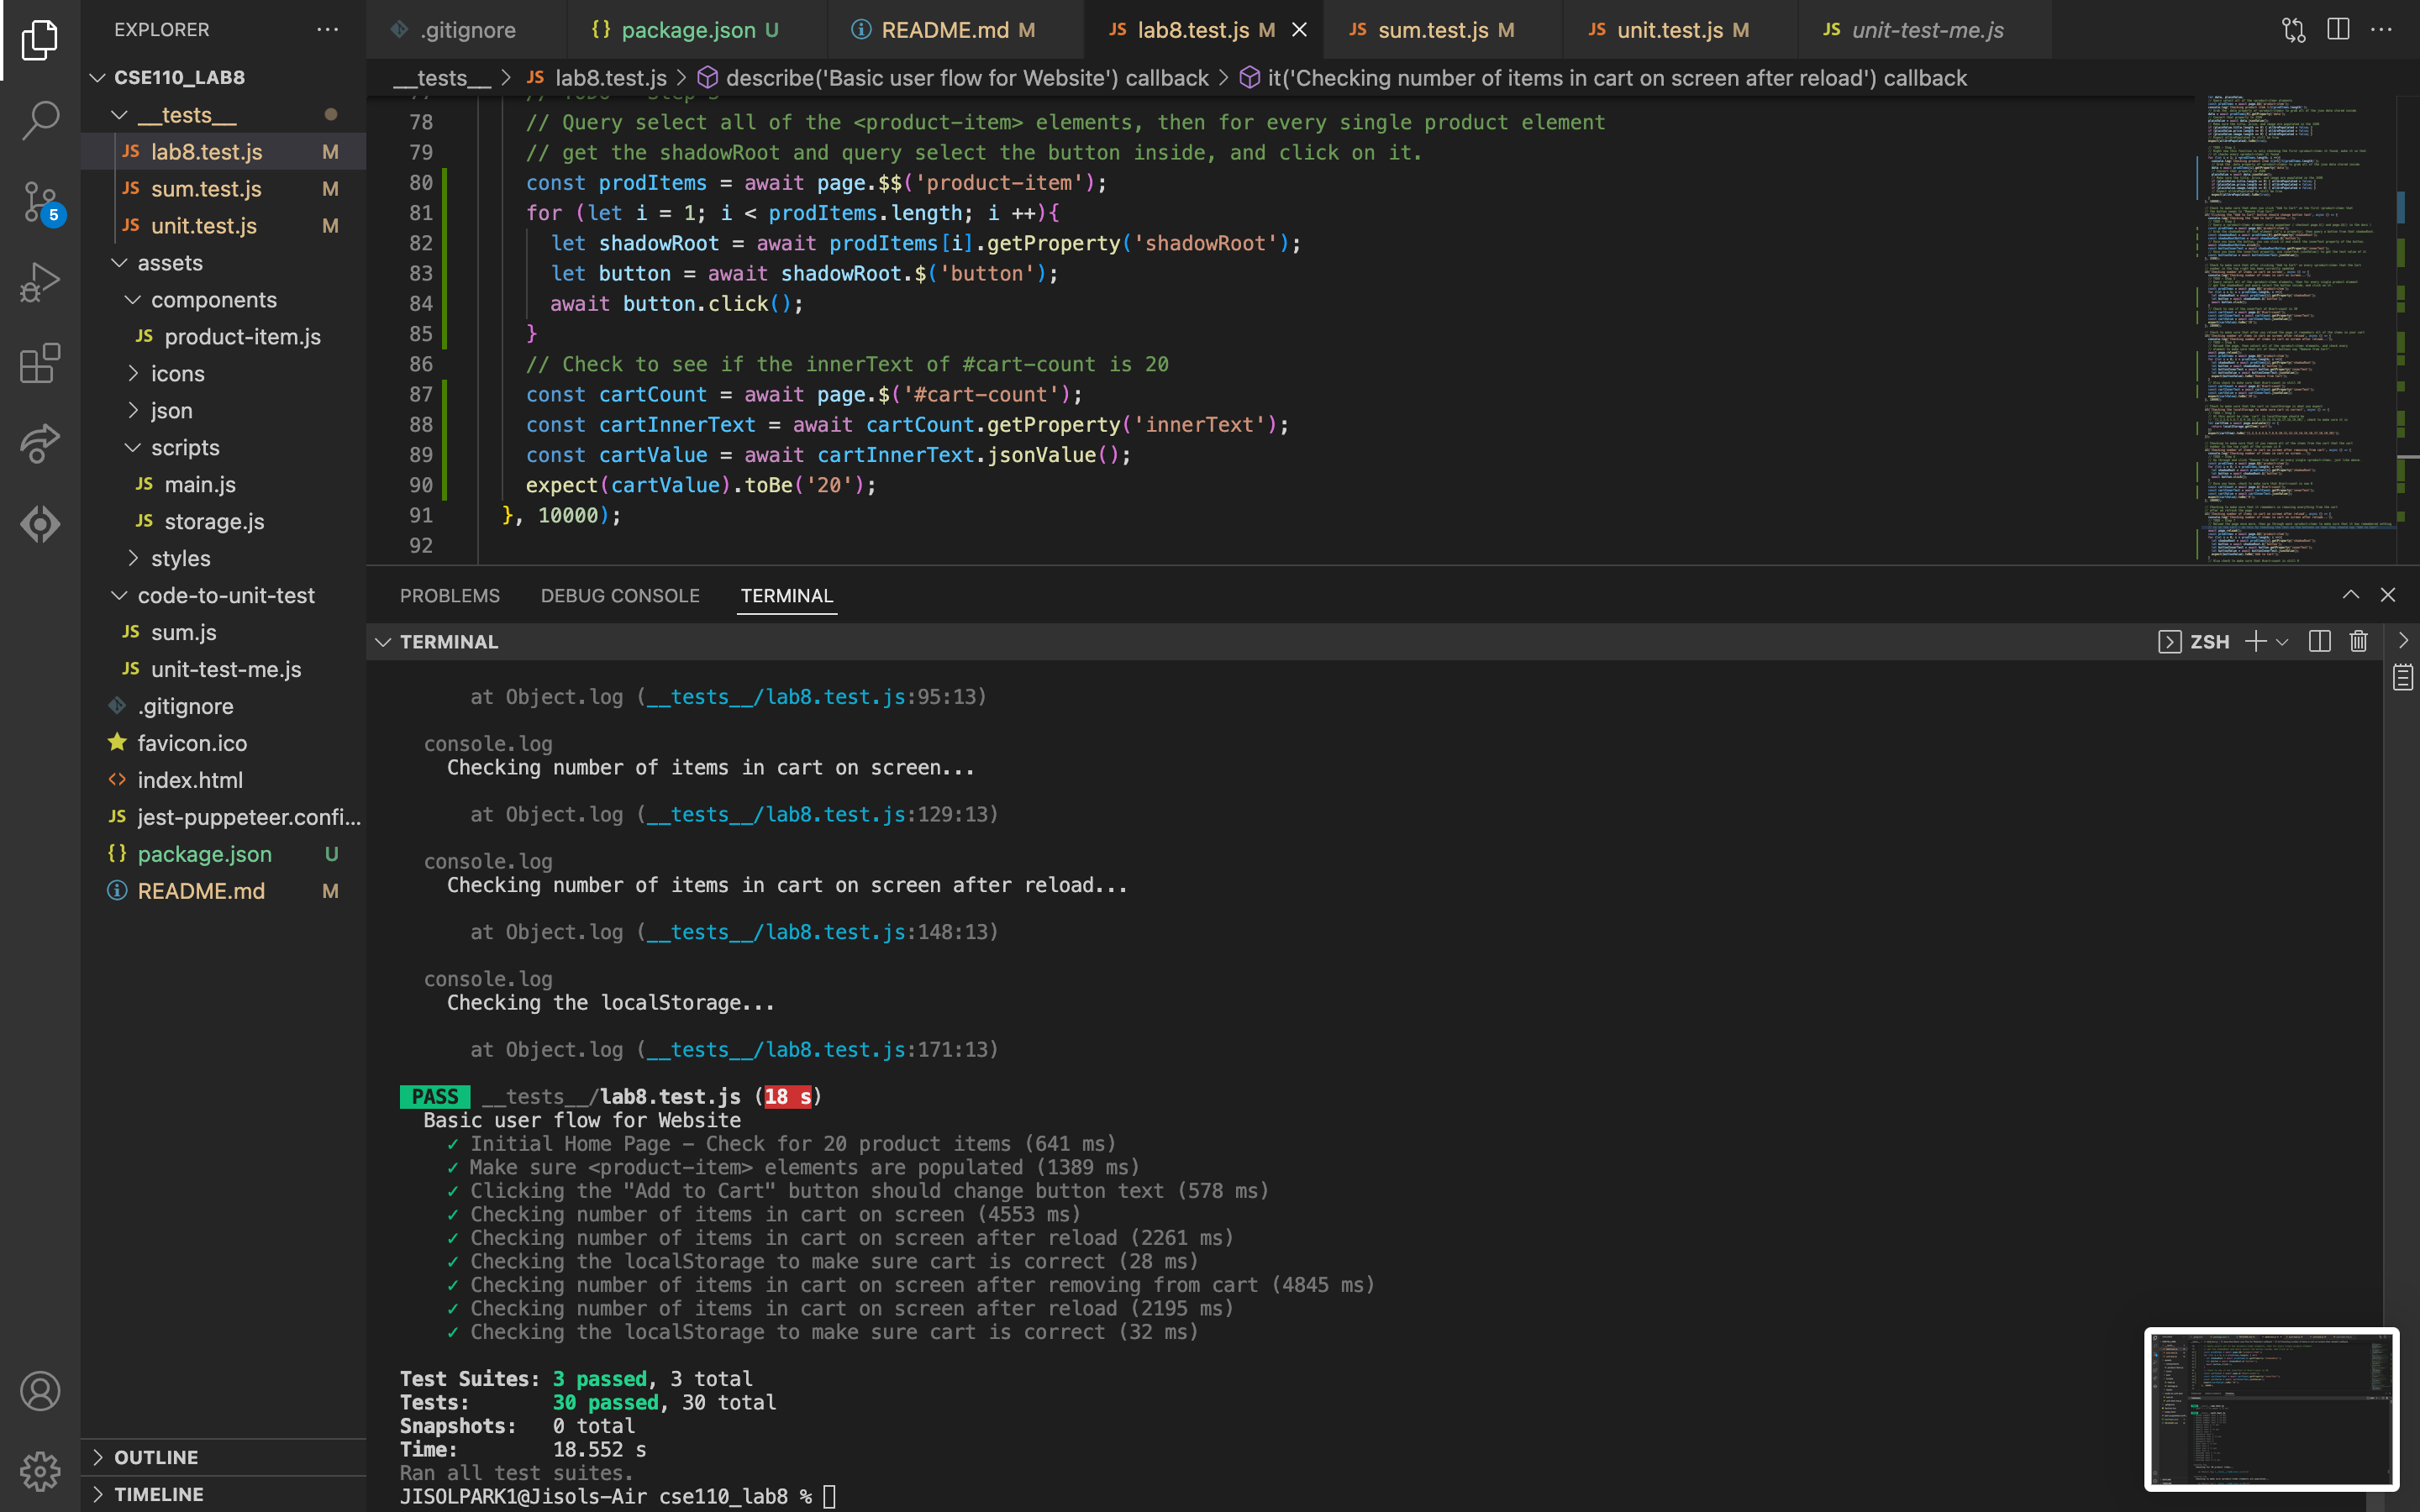 EXPLORER
CSE110_LAB8
__tests__
JS lab8.test.js M
JS sum.test.js M
JS unit.test.js M
assets
components
JS product-item.js
icons
json
scripts
JS main.js
JS storage.js
styles
code-to-unit-test
JS sum.js
JS unit-test-me.js
.gitignore
favicon.ico
index.html
JS jest-puppeteer.confi...
{} package.json U
README.md M
OUTLINE
TIMELINE
5
.gitignore {} package.json U README.md M JS lab8.test.js M JS sum.test.js M JS unit.test.js M JS unit-test-me.js
__tests__ > JS lab8.test.js > describe('Basic user flow for Website') callback > it('Checking number of items in cart on screen after reload') callback
78 // Query select all of the <product-item> elements, then for every single product element
79 // get the shadowRoot and query select the button inside, and click on it.
80 const prodItems = await page.$$('product-item');
81 for (let i = 1; i < prodItems.length; i ++){
82 let shadowRoot = await prodItems[i].getProperty('shadowRoot');
83 let button = await shadowRoot.$('button');
84 await button.click();
85 }
86 // Check to see if the innerText of #cart-count is 20
87 const cartCount = await page.$('#cart-count');
88 const cartInnerText = await cartCount.getProperty('innerText');
89 const cartValue = await cartInnerText.jsonValue();
90 expect(cartValue).toBe('20');
91 }, 10000);
92
PROBLEMS DEBUG CONSOLE TERMINAL
TERMINAL ZSH
at Object.log (__tests__/lab8.test.js:95:13)
console.log
Checking number of items in cart on screen...
at Object.log (__tests__/lab8.test.js:129:13)
console.log
Checking number of items in cart on screen after reload...
at Object.log (__tests__/lab8.test.js:148:13)
console.log
Checking the localStorage...
at Object.log (__tests__/lab8.test.js:171:13)
PASS __tests__/lab8.test.js (18 s)
Basic user flow for Website
✓ Initial Home Page – Check for 20 product items (641 ms)
✓ Make sure <product-item> elements are populated (1389 ms)
✓ Clicking the "Add to Cart" button should change button text (578 ms)
✓ Checking number of items in cart on screen (4553 ms)
✓ Checking number of items in cart on screen after reload (2261 ms)
✓ Checking the localStorage to make sure cart is correct (28 ms)
✓ Checking number of items in cart on screen after removing from cart (4845 ms)
✓ Checking number of items in cart on screen after reload (2195 ms)
✓ Checking the localStorage to make sure cart is correct (32 ms)
Test Suites: 3 passed, 3 total
Tests: 30 passed, 30 total
Snapshots: 0 total
Time: 18.552 s
Ran all test suites.
JISOLPARK1@Jisols-Air cse110_lab8 %